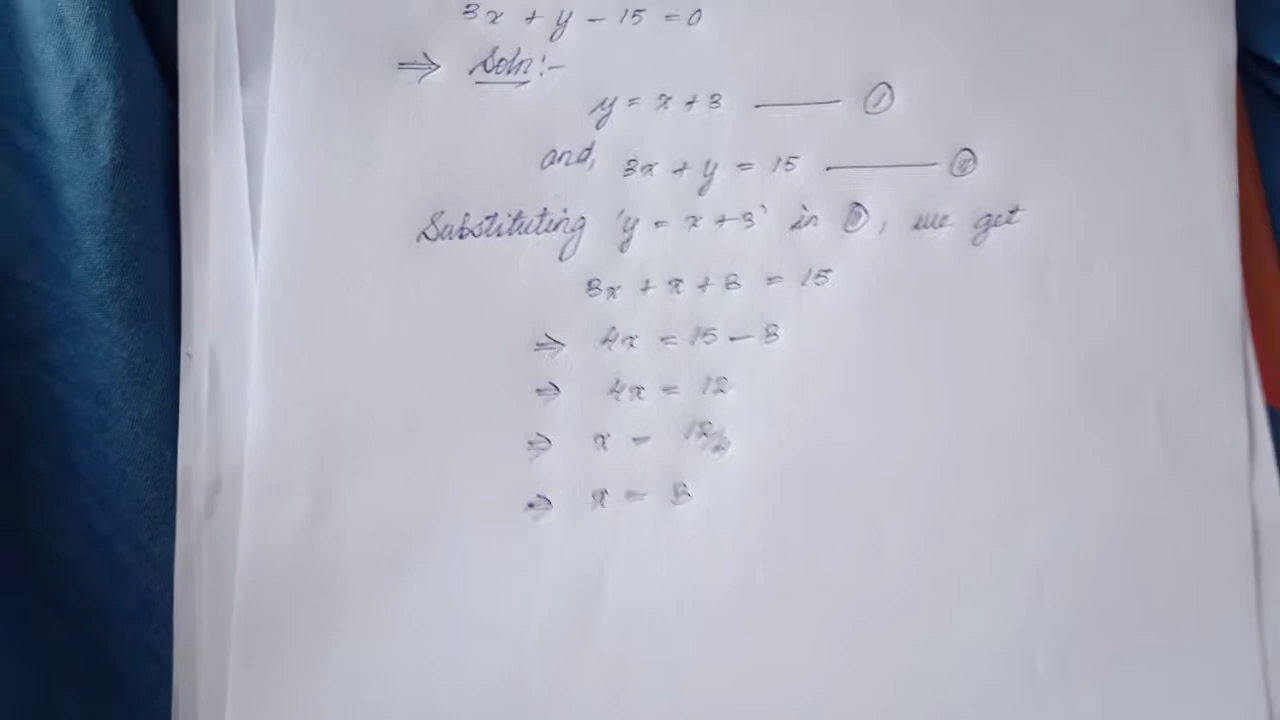 3x + y - 15 = 0
⇒ Soln:-
y = x + 3 —— ①
and, 3x + y = 15 —— ②
Substituting 'y = x + 3' in ②, we get
3x + x + 3 = 15
⇒ 4x = 15 - 3
⇒ 4x = 12
⇒ x = 12/4
⇒ x = 3